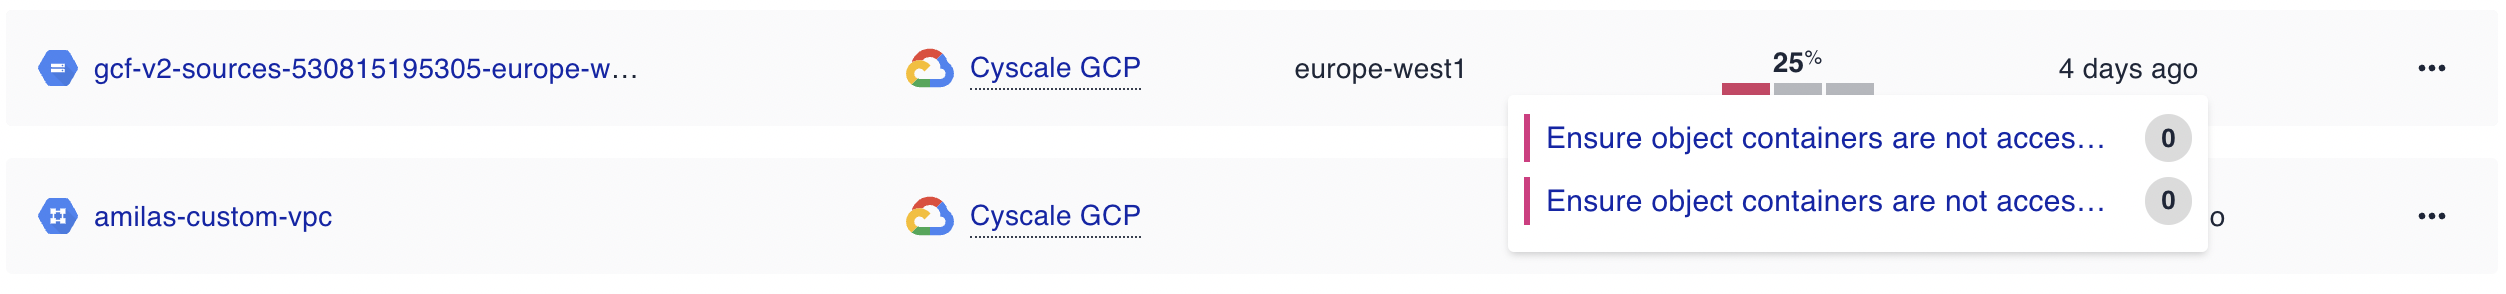 gcf-v2-sources-530815195305-europe-w...
Cyscale GCP
europe-west1
25%
4 days ago
Ensure object containers are not acces... 0
Ensure object containers are not acces... 0
amilas-custom-vpc
Cyscale GCP